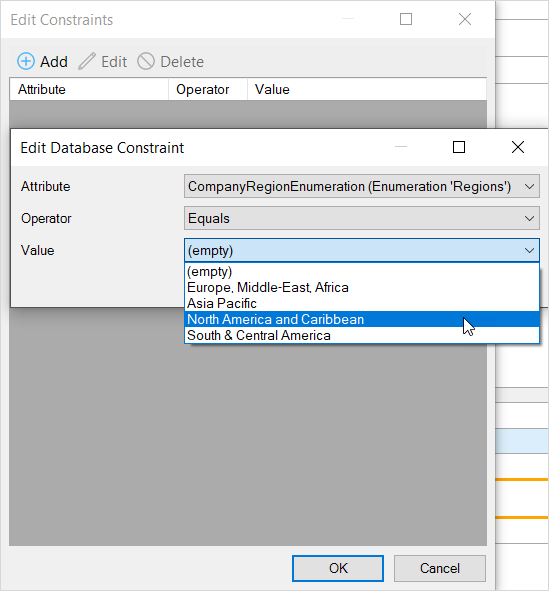 Edit Constraints
Add Edit Delete
Attribute Operator Value
Edit Database Constraint
Attribute CompanyRegionEnumeration (Enumeration 'Regions')
Operator Equals
Value (empty)
(empty)
Europe, Middle-East, Africa
Asia Pacific
North America and Caribbean
South & Central America
OK Cancel